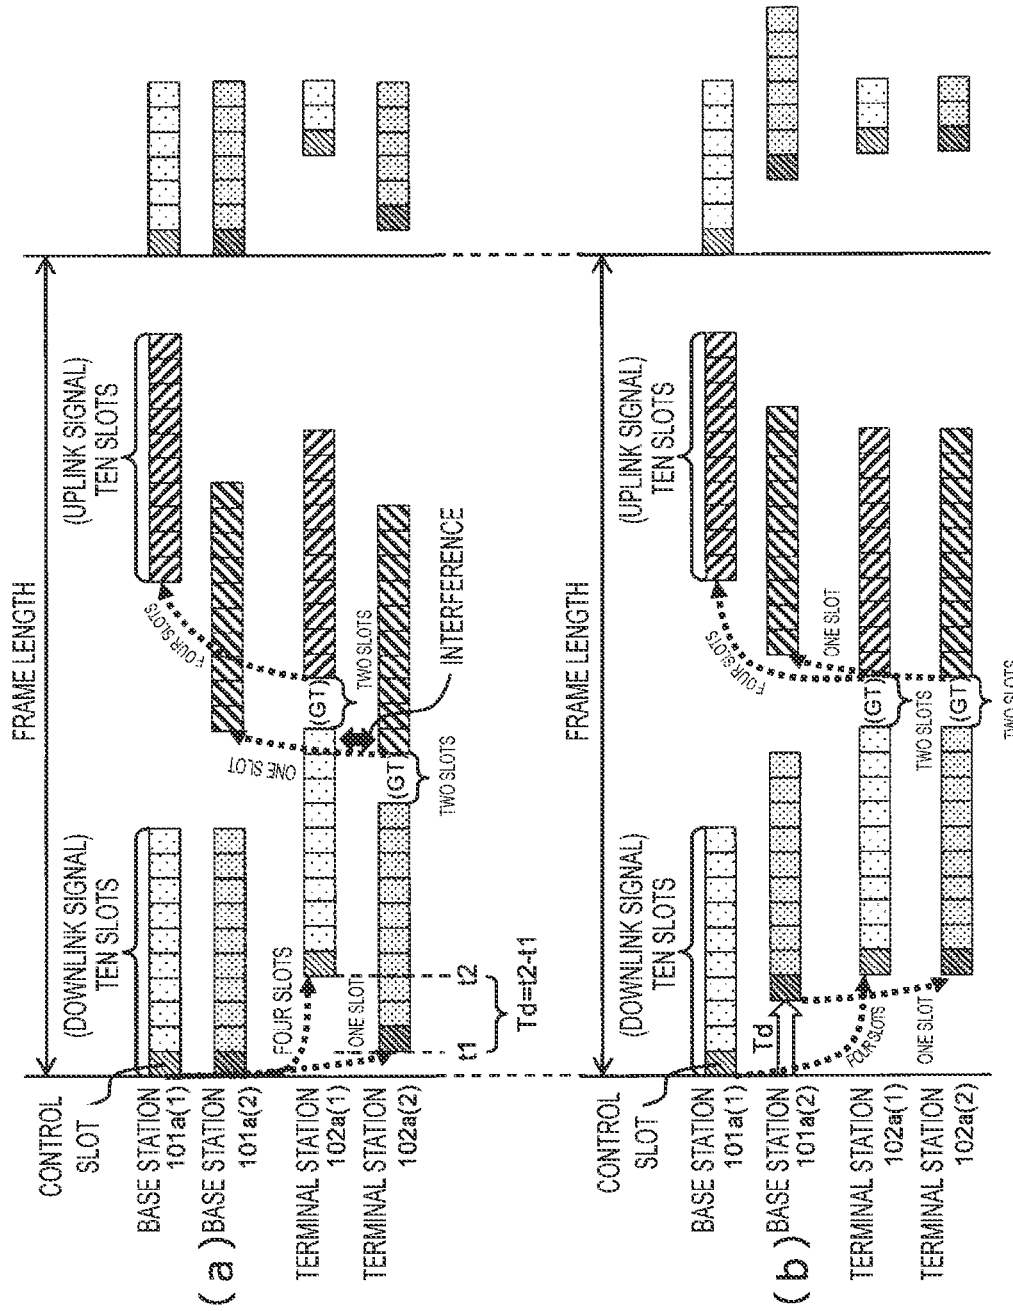 (a)
FRAME LENGTH
(DOWNLINK SIGNAL)
TEN SLOTS
(UPLINK SIGNAL)
TEN SLOTS
CONTROL
SLOT
BASE STATION
101a(1)
BASE STATION
101a(2)
TERMINAL STATION
102a(1)
TERMINAL STATION
102a(2)
FOUR SLOTS
ONE SLOT
t1
t2
Td=t2-t1
ONE SLOT
FOUR SLOTS
(GT)
TWO SLOTS
(GT)
TWO SLOTS
INTERFERENCE
(b)
FRAME LENGTH
(DOWNLINK SIGNAL)
TEN SLOTS
(UPLINK SIGNAL)
TEN SLOTS
CONTROL
SLOT
BASE STATION
101a(1)
BASE STATION
101a(2)
TERMINAL STATION
102a(1)
TERMINAL STATION
102a(2)
Td
FOUR SLOTS
ONE SLOT
FOUR SLOTS
ONE SLOT
(GT)
TWO SLOTS
(GT)
TWO SLOTS